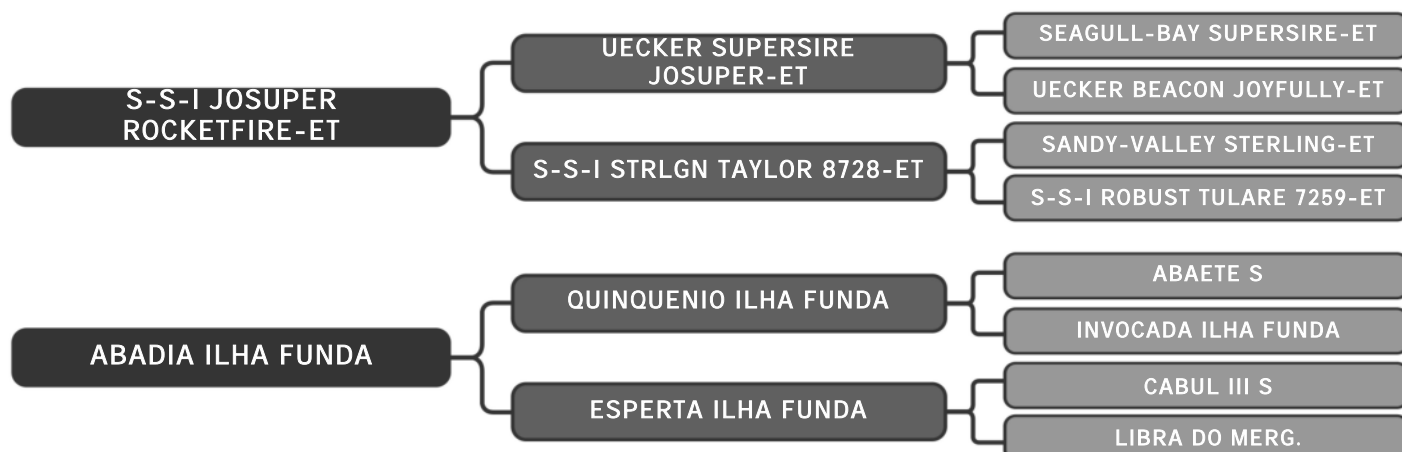 S-S-I JOSUPER
ROCKETFIRE-ET
UECKER SUPERSIRE
JOSUPER-ET
SEAGULL-BAY SUPERSIRE-ET
UECKER BEACON JOYFULLY-ET
S-S-I STRLGN TAYLOR 8728-ET
SANDY-VALLEY STERLING-ET
S-S-I ROBUST TULARE 7259-ET
ABADIA ILHA FUNDA
QUINQUENIO ILHA FUNDA
ABAETE S
INVOCADA ILHA FUNDA
ESPERTA ILHA FUNDA
CABUL III S
LIBRA DO MERG.